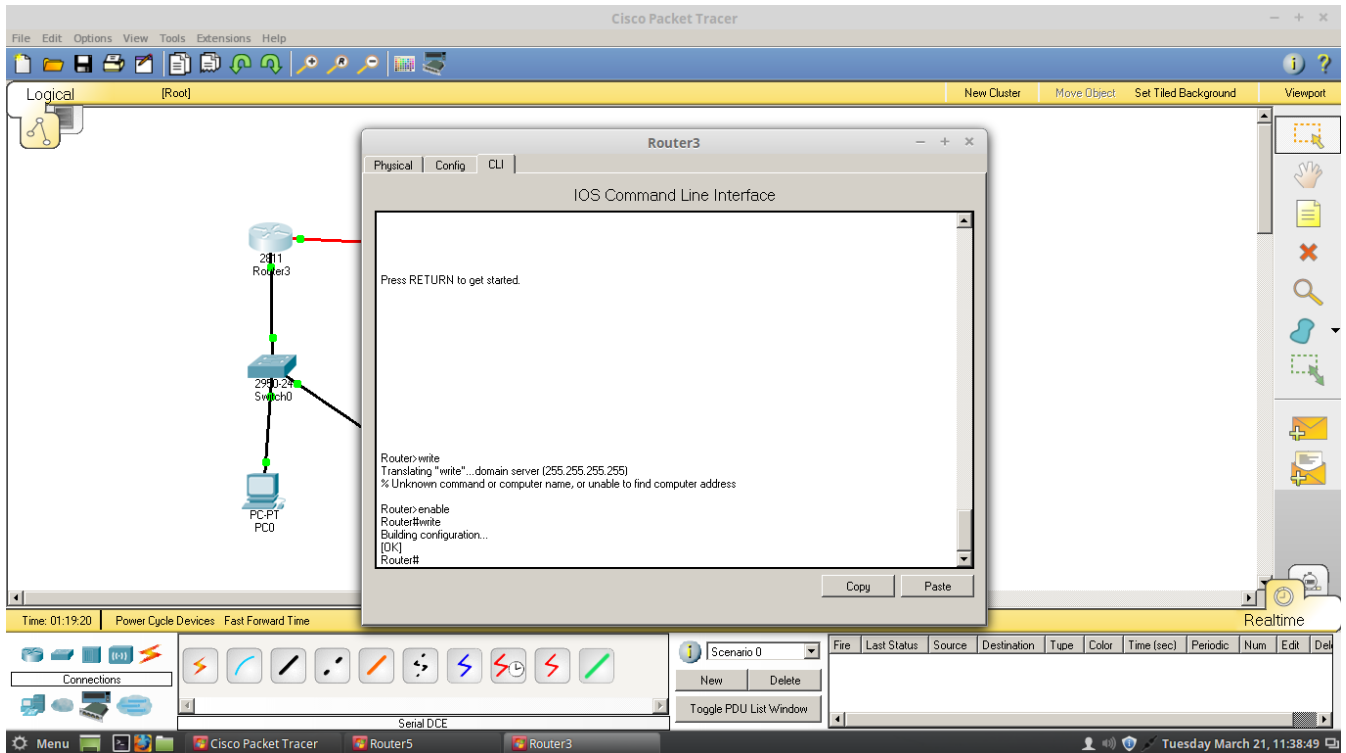 Cisco Packet Tracer
File Edit Options View Tools Extensions Help
Logical [Root] New Cluster Move Object Set Tiled Background Viewport
Router3
Physical Config CLI
IOS Command Line Interface
Press RETURN to get started.
Router>write
Translating "write"...domain server (255.255.255.255)
% Unknown command or computer name, or unable to find computer address
Router>enable
Router#write
Building configuration...
[OK]
Router#
Copy Paste
2811
Router3
2950-24
Switch0
PC-PT
PC0
Time: 01:19:20 Power Cycle Devices Fast Forward Time Realtime
Connections
Serial DCE
Scenario 0
New Delete
Toggle PDU List Window
Fire Last Status Source Destination Type Color Time (sec) Periodic Num Edit Del
Menu Cisco Packet Tracer Router5 Router3 Tuesday March 21, 11:38:49